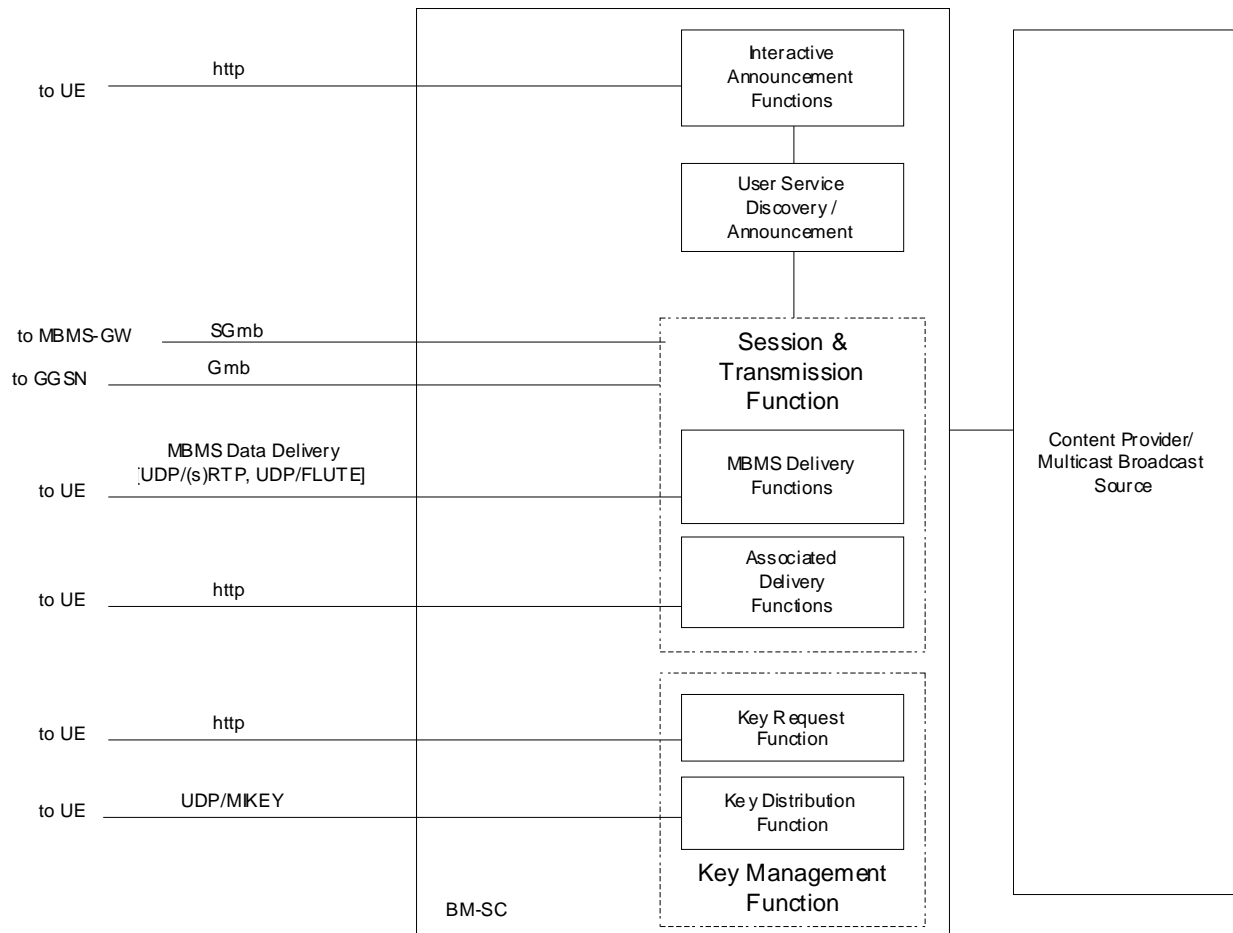 Interactive
Announcement
Functions
http
to UE
User Service
Discovery /
Announcement
to MBMS-GW
SGmb
to GGSN
Gmb
Session &
Transmission
Function
MBMS Data Delivery
[UDP/(s)RTP, UDP/FLUTE]
to UE
MBMS Delivery
Functions
Content Provider/
Multicast Broadcast
Source
Associated
Delivery
Functions
http
to UE
Key Request
Function
http
to UE
Key Distribution
Function
UDP/MIKEY
to UE
Key Management
Function
BM-SC